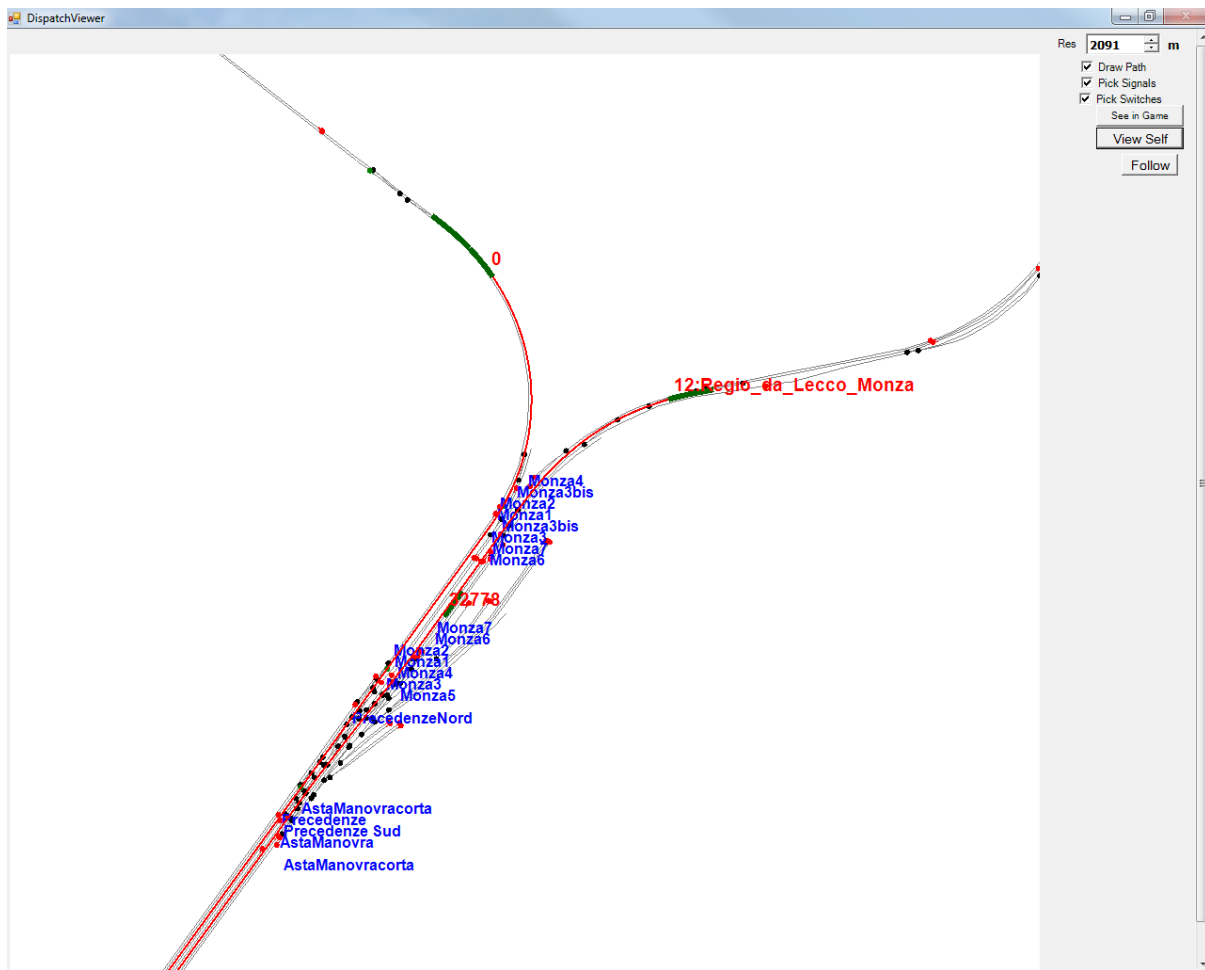 DispatchViewer
Res 2091 m
Draw Path
Pick Signals
Pick Switches
See in Game
View Self
Follow
0
12:Regio_da_Lecco_Monza
Monza4
Monza3bis
Monza2
Monza1
Monza3bis
Monza3
Monza7
Monza6
Monza7
Monza6
Monza2
Monza1
Monza4
Monza3
Monza5
PrecedenzeNord
AstaManovracorta
Precedenze
Precedenze Sud
AstaManovra
AstaManovracorta